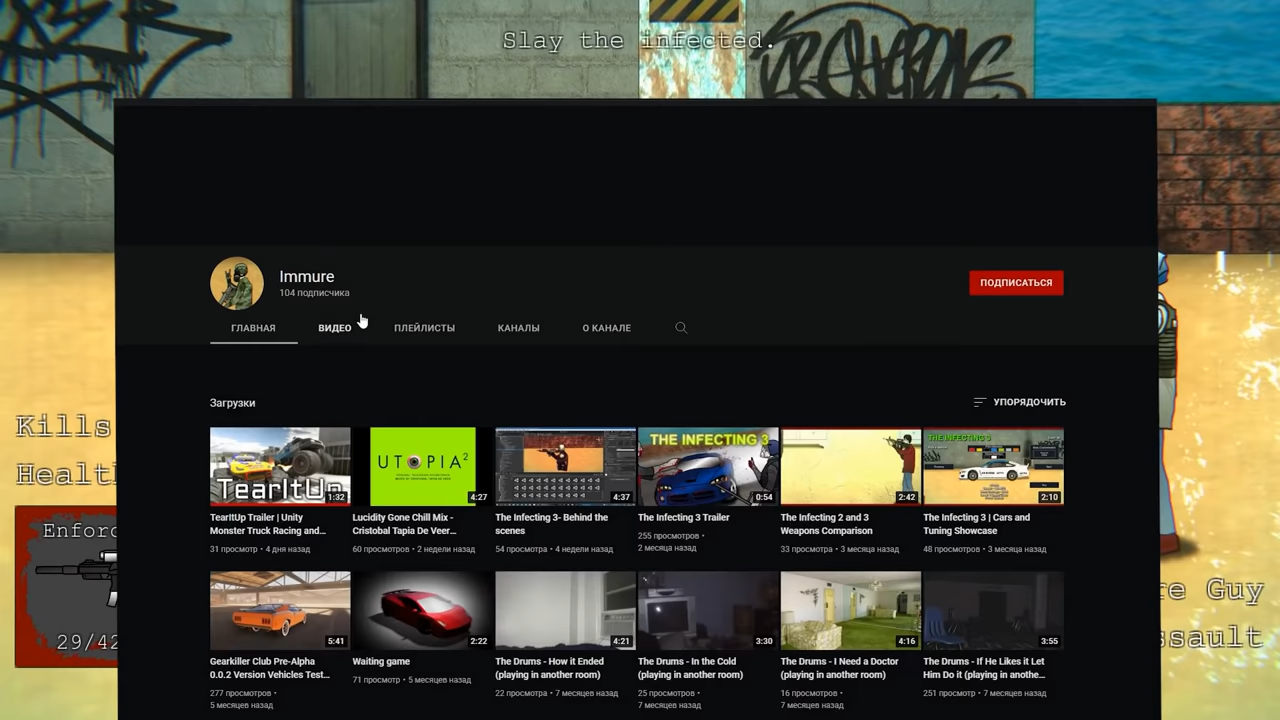 Slay the infected.
Immure
104 подписчика
ПОДПИСАТЬСЯ
ГЛАВНАЯ
ВИДЕО
ПЛЕЙЛИСТЫ
КАНАЛЫ
О КАНАЛЕ
Kills
Health
Enforc
29/42
re Guy
ssault
Загрузки
УПОРЯДОЧИТЬ
TearItUp
1:32
UTOPIA2
4:27
4:37
THE INFECTING 3
0:54
2:42
THE INFECTING 3
2:10
TearItUp Trailer | Unity
Monster Truck Racing and...
31 просмотр • 4 дня назад
Lucidity Gone Chill Mix -
Cristobal Tapia De Veer...
60 просмотров • 2 недели назад
The Infecting 3- Behind the
scenes
54 просмотра • 4 недели назад
The Infecting 3 Trailer
255 просмотров •
2 месяца назад
The Infecting 2 and 3
Weapons Comparison
33 просмотра • 3 месяца назад
The Infecting 3 | Cars and
Tuning Showcase
48 просмотров • 3 месяца назад
5:41
2:22
4:21
3:30
4:16
3:55
Gearkiller Club Pre-Alpha
0.0.2 Version Vehicles Test...
277 просмотров •
5 месяцев назад
Waiting game
71 просмотр • 5 месяцев назад
The Drums - How it Ended
(playing in another room)
22 просмотра • 7 месяцев назад
The Drums - In the Cold
(playing in another room)
25 просмотров •
7 месяцев назад
The Drums - I Need a Doctor
(playing in another room)
16 просмотров •
7 месяцев назад
The Drums - If He Likes it Let
Him Do it (playing in anothe...
251 просмотр • 7 месяцев назад